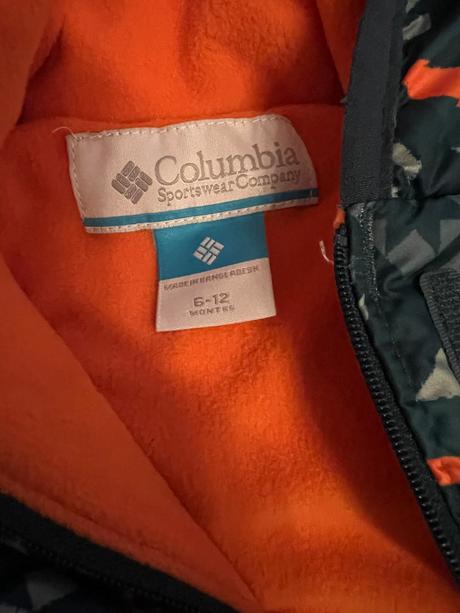 Columbia
Sportswear Company
MADE IN BANGLADESH
6-12
MONTHS